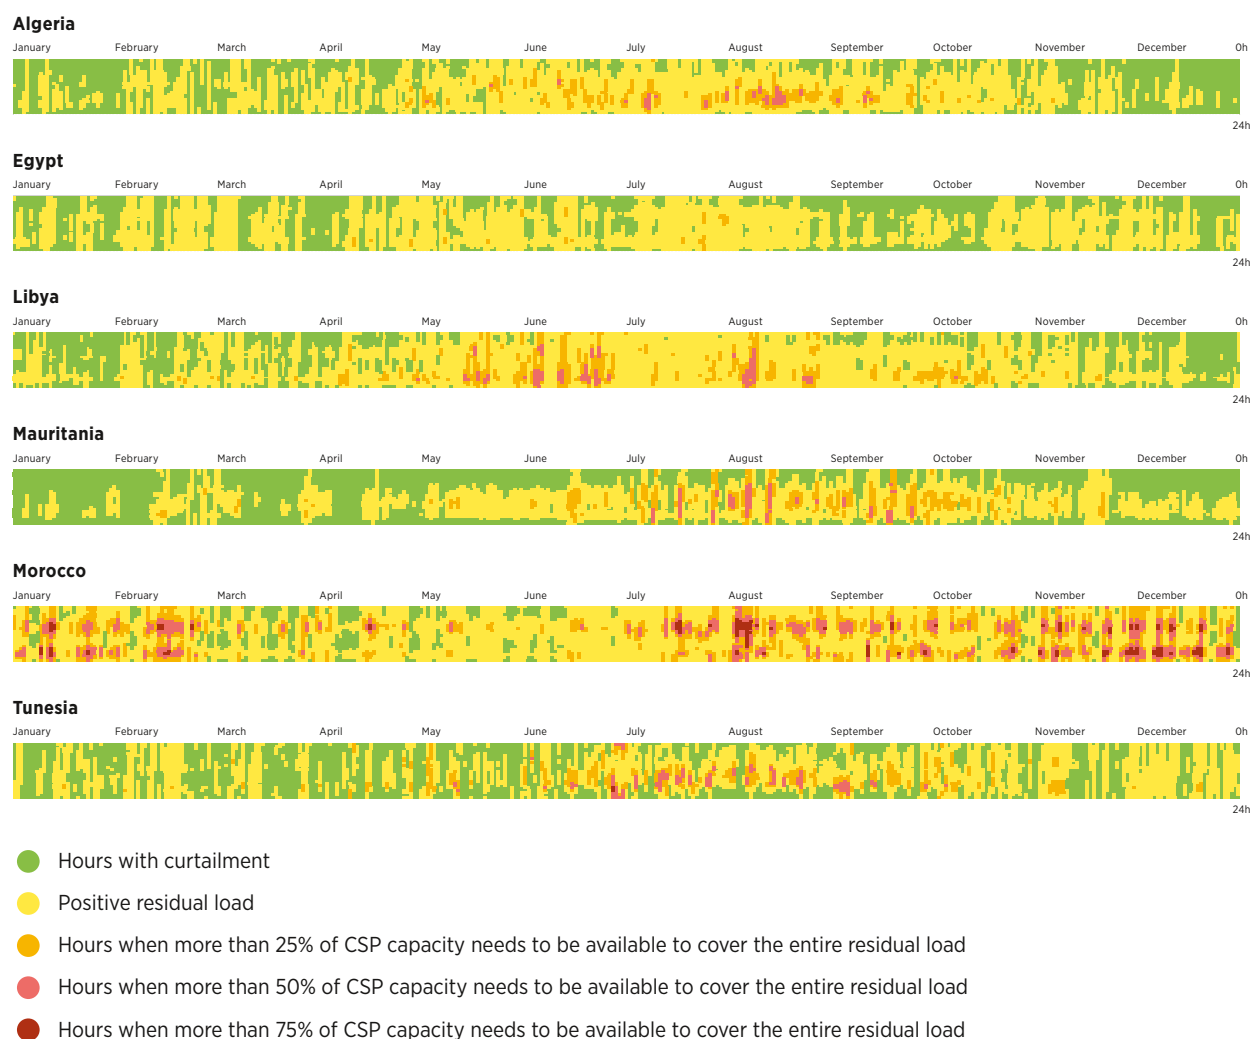 Algeria
January February March April May June July August September October November December 0h
24h
Egypt
January February March April May June July August September October November December 0h
24h
Libya
January February March April May June July August September October November December 0h
24h
Mauritania
January February March April May June July August September October November December 0h
24h
Morocco
January February March April May June July August September October November December 0h
24h
Tunesia
January February March April May June July August September October November December 0h
24h
Hours with curtailment
Positive residual load
Hours when more than 25% of CSP capacity needs to be available to cover the entire residual load
Hours when more than 50% of CSP capacity needs to be available to cover the entire residual load
Hours when more than 75% of CSP capacity needs to be available to cover the entire residual load